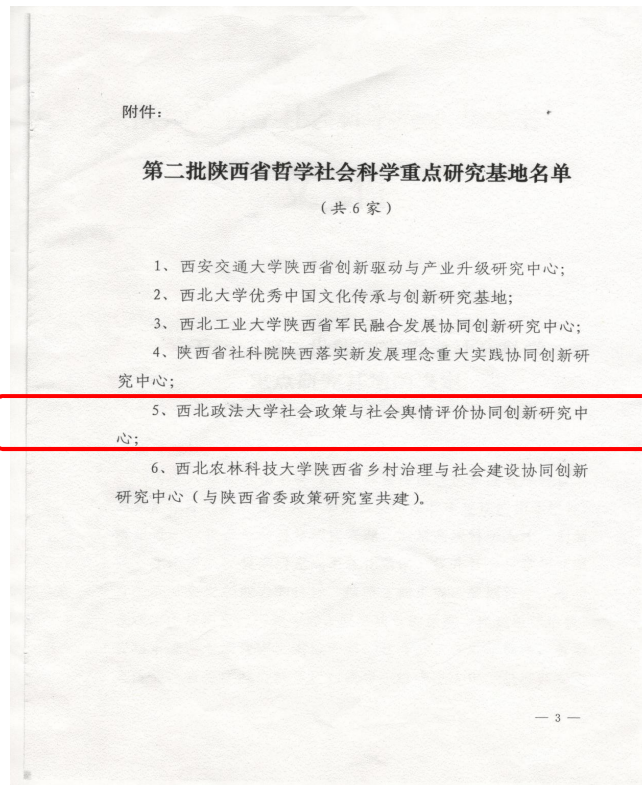 附件：
第二批陕西省哲学社会科学重点研究基地名单
（共 6 家）
1、西安交通大学陕西省创新驱动与产业升级研究中心；
2、西北大学优秀中国文化传承与创新研究基地；
3、西北工业大学陕西省军民融合发展协同创新研究中心；
4、陕西省社科院陕西落实新发展理念重大实践协同创新研
究中心；
5、西北政法大学社会政策与社会舆情评价协同创新研究中
心；
6、西北农林科技大学陕西省乡村治理与社会建设协同创新
研究中心（与陕西省委政策研究室共建）。
— 3 —